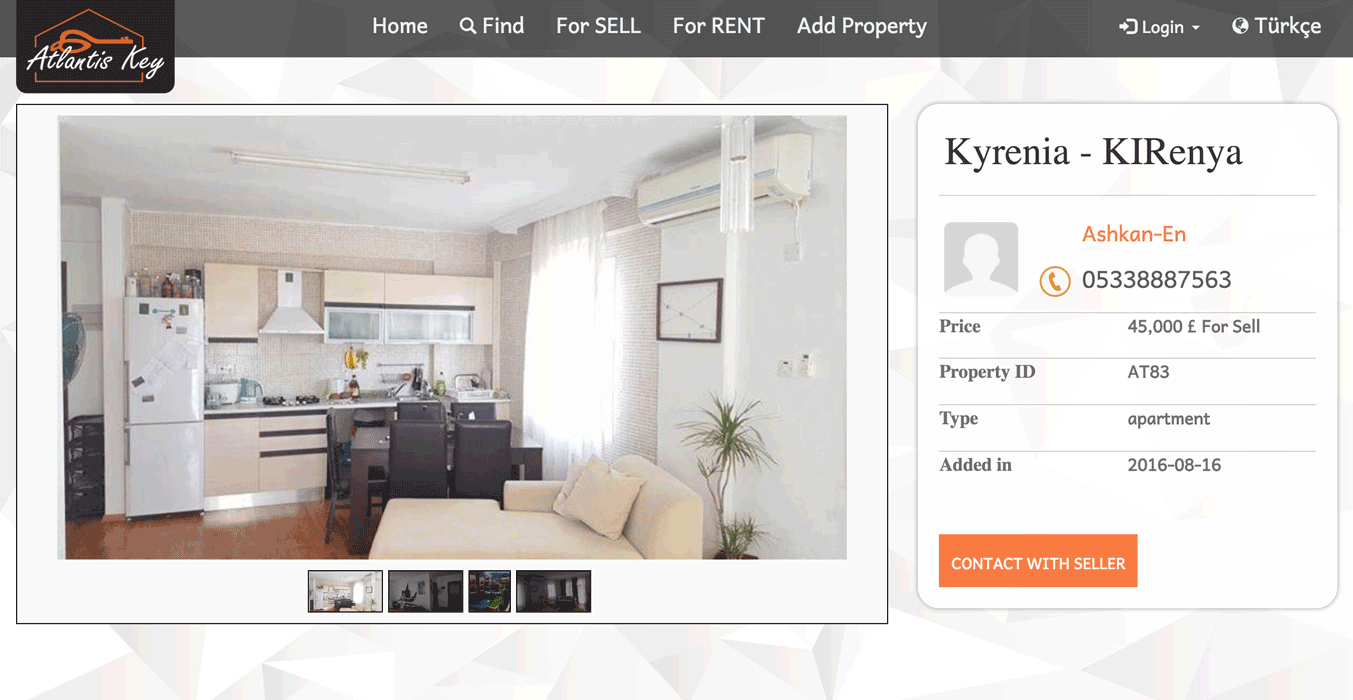 Atlantis Key
Home Find For SELL For RENT Add Property Login Türkçe
Kyrenia - KIRenya
Ashkan-En
05338887563
Price 45,000 £ For Sell
Property ID AT83
Type apartment
Added in 2016-08-16
CONTACT WITH SELLER